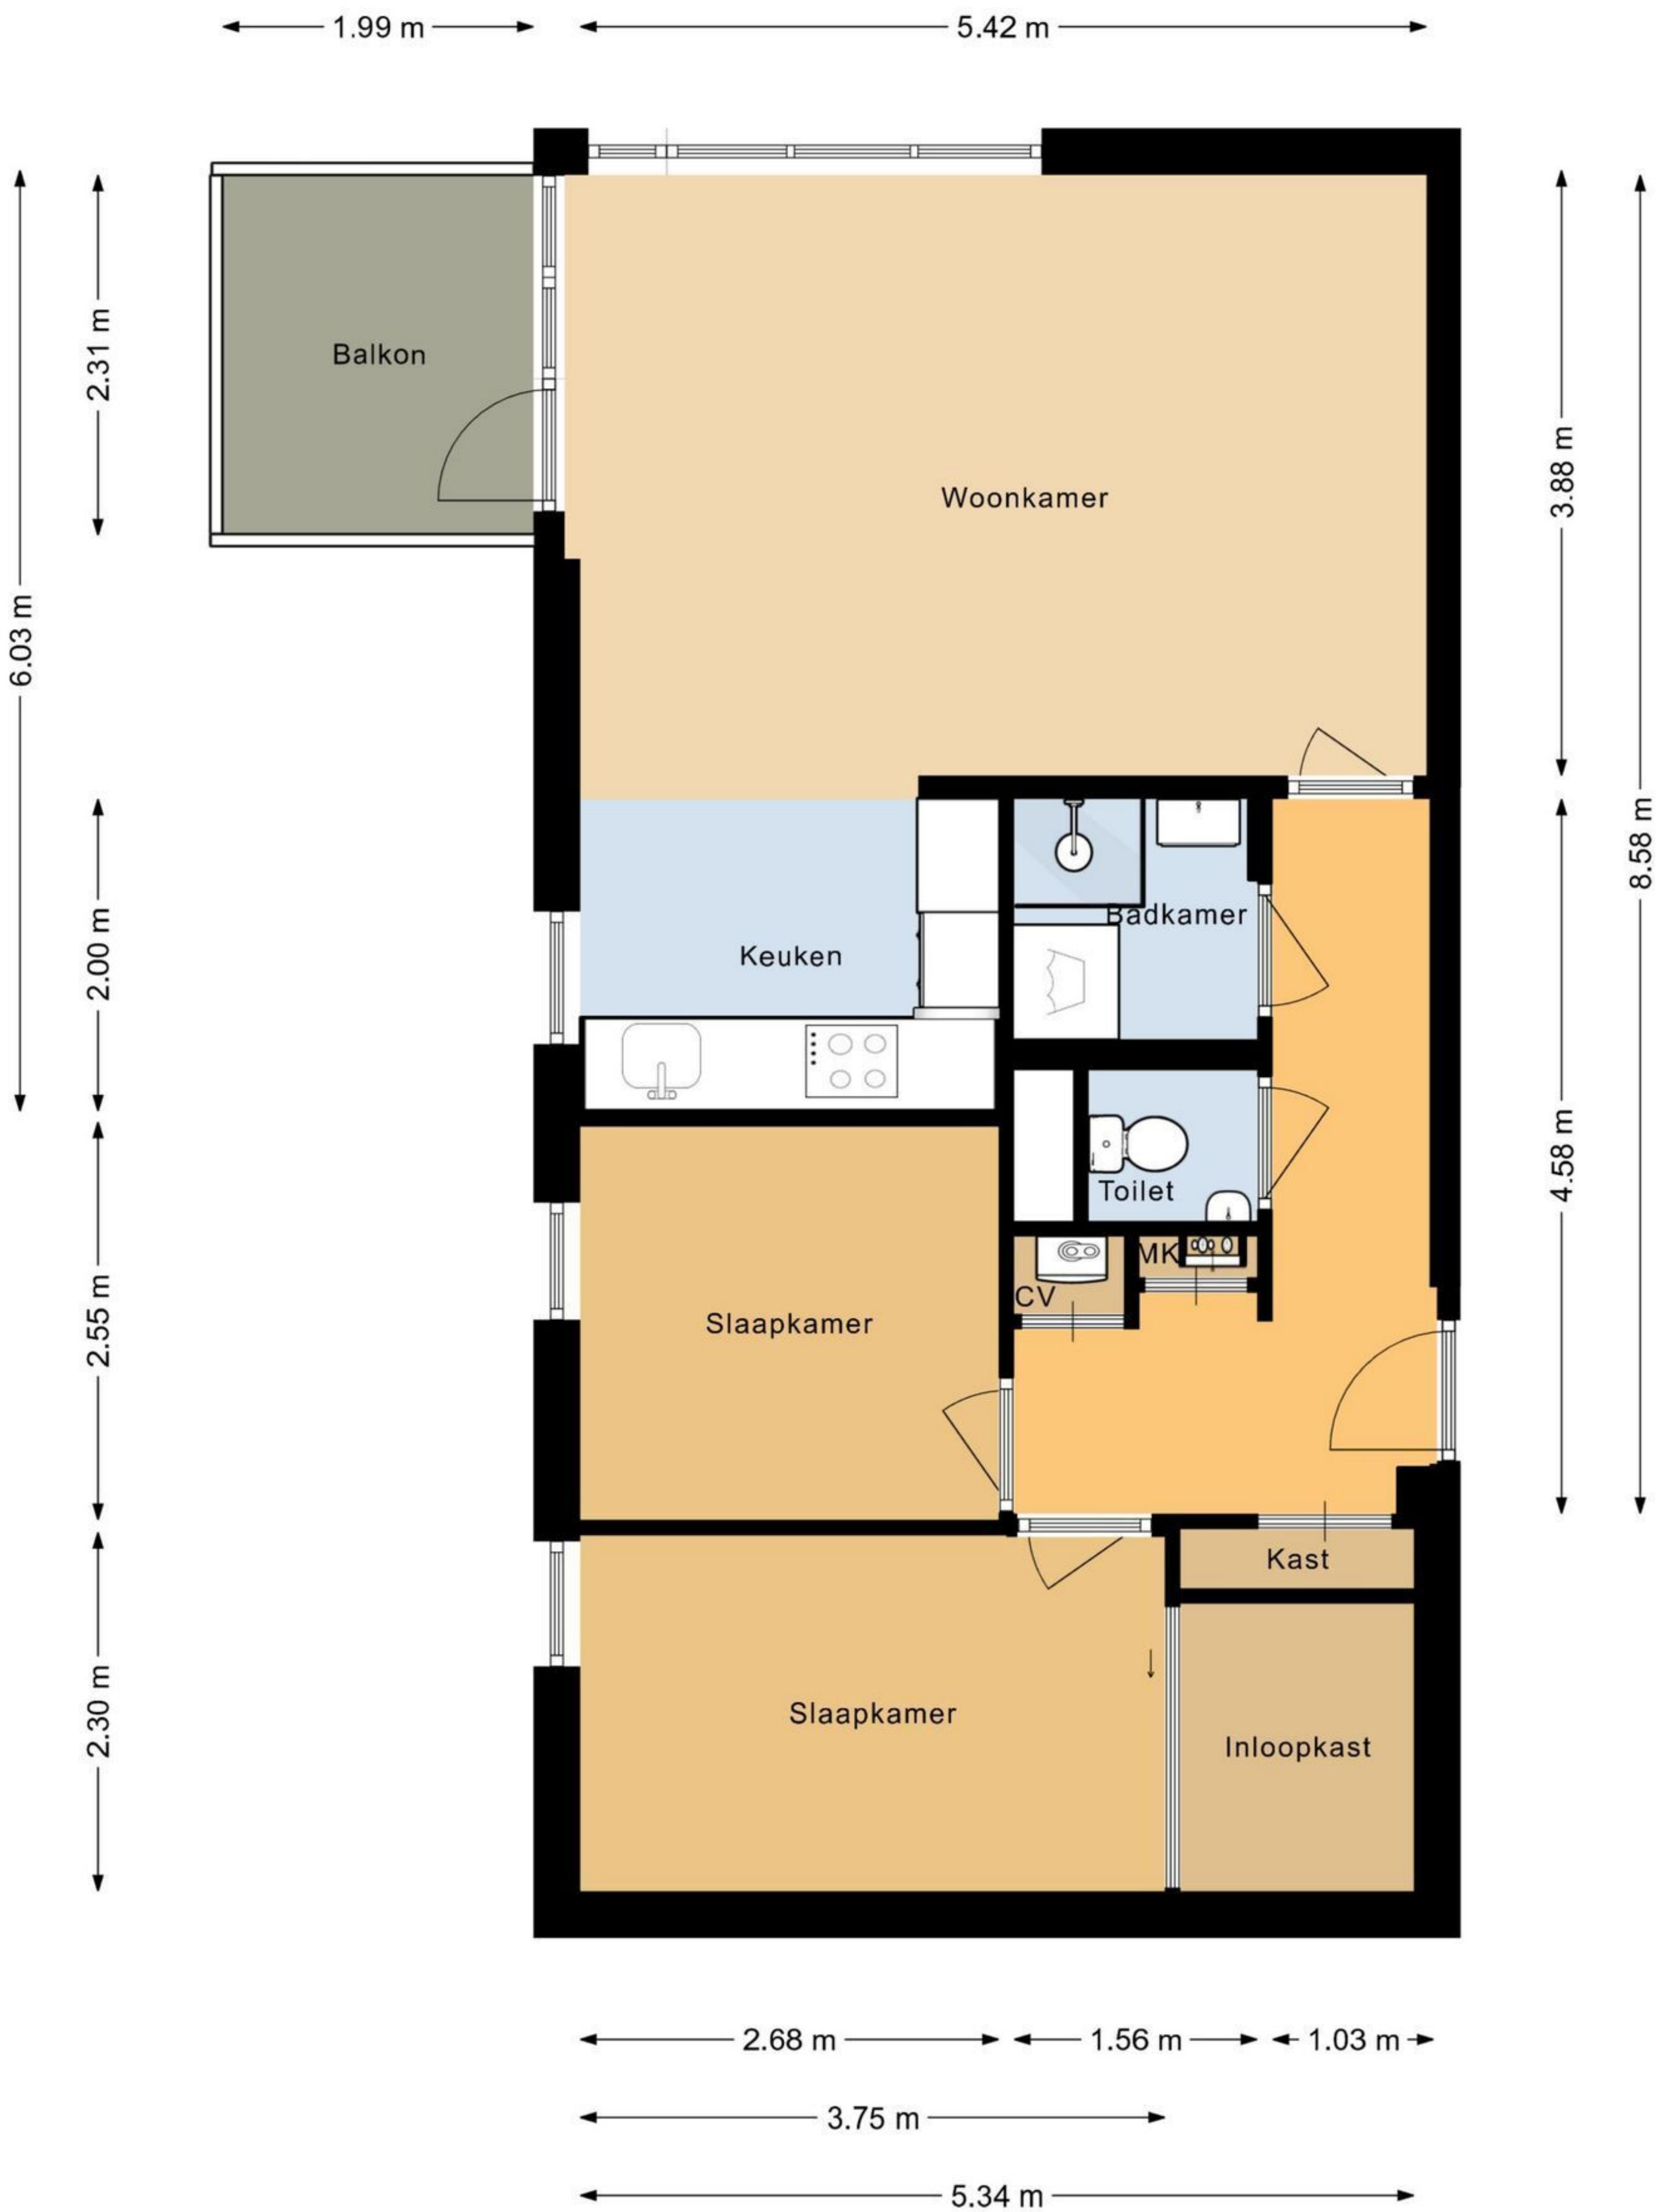 1.99 m
5.42 m
6.03 m
2.31 m
Balkon
Woonkamer
3.88 m
8.58 m
2.00 m
Keuken
Badkamer
4.58 m
Toilet
MK
CV
2.55 m
Slaapkamer
Kast
2.30 m
Slaapkamer
Inloopkast
2.68 m
1.56 m
1.03 m
3.75 m
5.34 m